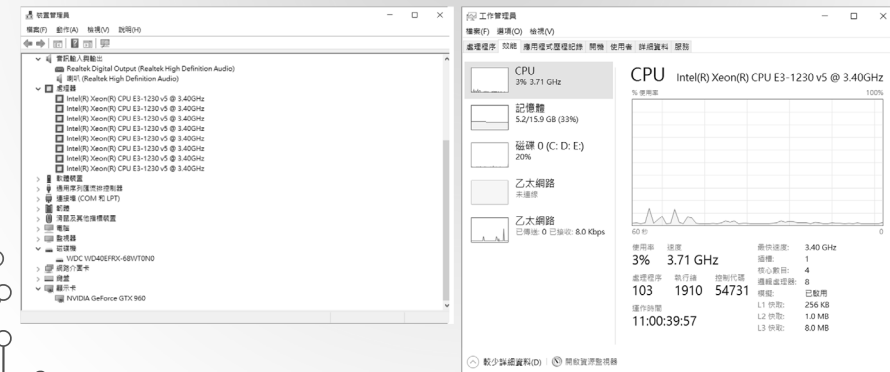 裝置管理員
檔案(F) 動作(A) 檢視(V) 說明(H)
音訊輸入與輸出
Realtek Digital Output (Realtek High Definition Audio)
喇叭 (Realtek High Definition Audio)
處理器
Intel(R) Xeon(R) CPU E3-1230 v5 @ 3.40GHz
Intel(R) Xeon(R) CPU E3-1230 v5 @ 3.40GHz
Intel(R) Xeon(R) CPU E3-1230 v5 @ 3.40GHz
Intel(R) Xeon(R) CPU E3-1230 v5 @ 3.40GHz
Intel(R) Xeon(R) CPU E3-1230 v5 @ 3.40GHz
Intel(R) Xeon(R) CPU E3-1230 v5 @ 3.40GHz
Intel(R) Xeon(R) CPU E3-1230 v5 @ 3.40GHz
Intel(R) Xeon(R) CPU E3-1230 v5 @ 3.40GHz
軟體裝置
通用序列匯流排控制器
連接埠 (COM 和 LPT)
韌體
滑鼠及其他指標裝置
電腦
監視器
磁碟機
WDC WD40EFRX-68WT0N0
網路介面卡
鍵盤
顯示卡
NVIDIA GeForce GTX 960
工作管理員
檔案(F) 選項(O) 檢視(V)
處理程序 效能 應用程式歷程記錄 開機 使用者 詳細資料 服務
CPU
3% 3.71 GHz
記憶體
5.2/15.9 GB (33%)
磁碟 0 (C: D: E:)
20%
乙太網路
未連線
乙太網路
已傳送: 0 已接收: 8.0 Kbps
CPU Intel(R) Xeon(R) CPU E3-1230 v5 @ 3.40GHz
% 使用率 100%
60 秒 0
使用率 速度
3% 3.71 GHz
處理程序 執行緒 控制代碼
103 1910 54731
運作時間
11:00:39:57
最快速度: 3.40 GHz
插槽: 1
核心數目: 4
邏輯處理器: 8
模擬: 已啟用
L1 快取: 256 KB
L2 快取: 1.0 MB
L3 快取: 8.0 MB
較少詳細資料(D) 開啟資源監視器